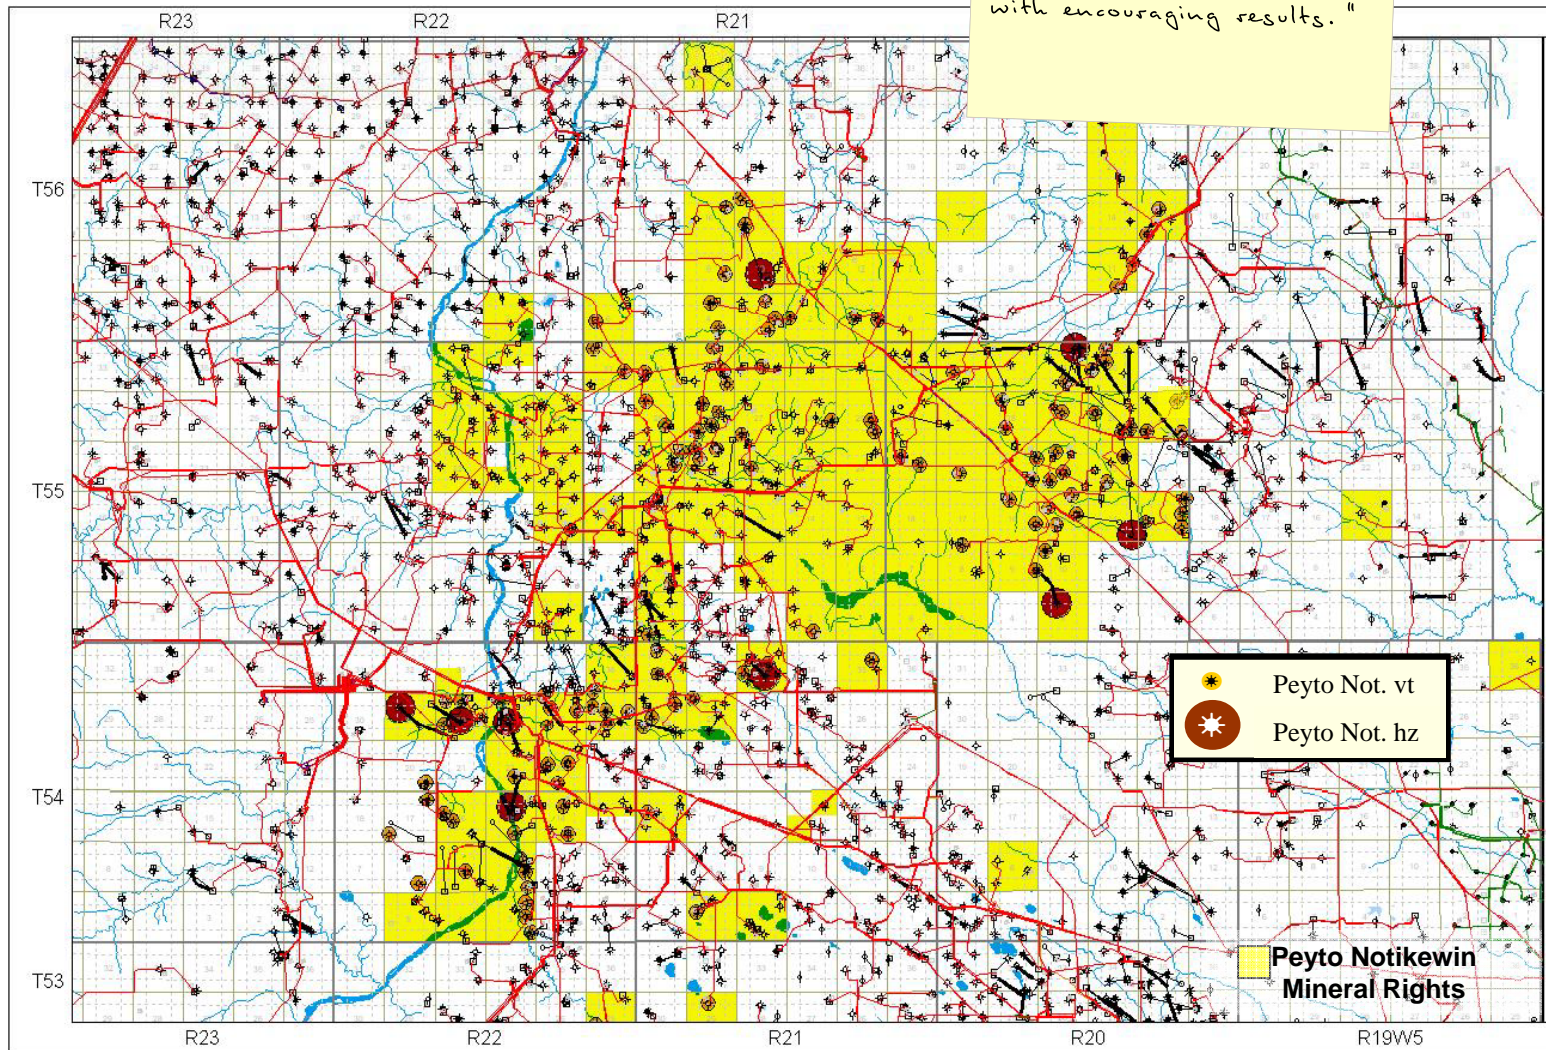 with encouraging results."
R23
R22
R21
T56
T55
T54
T53
Peyto Not. vt
Peyto Not. hz
Peyto Notikewin
Mineral Rights
R23
R22
R21
R20
R19W5